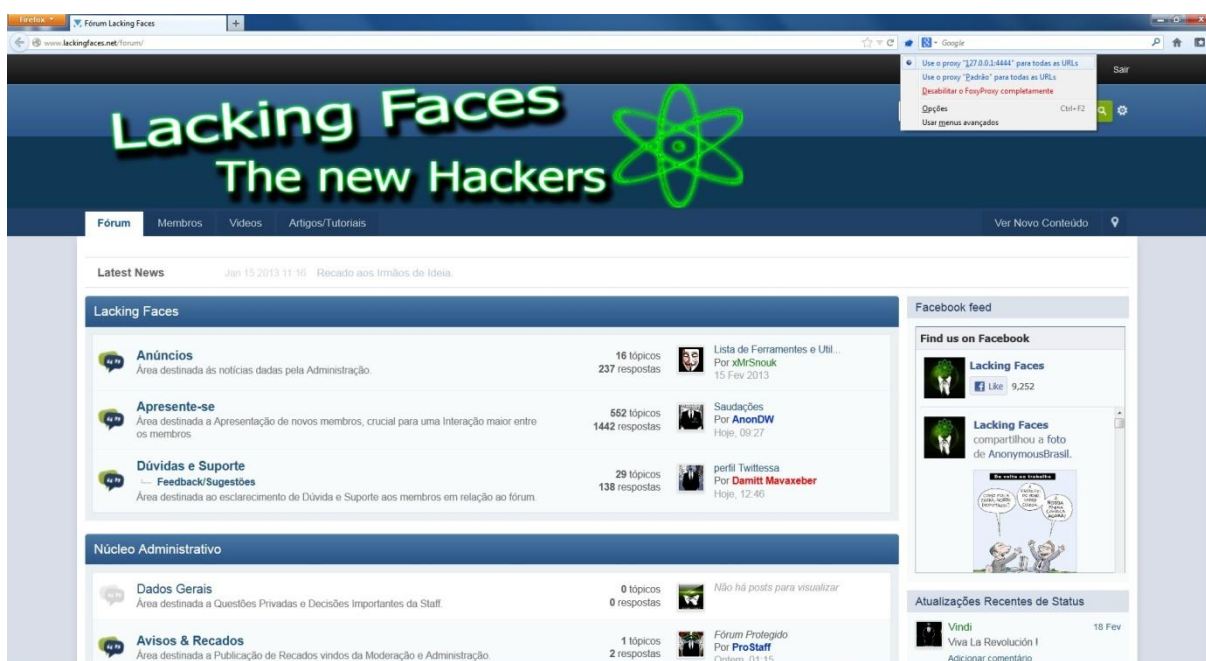 Firefox
Fórum Lacking Faces
www.lackingfaces.net/forum/
Google
Use o proxy "127.0.0.1:4444" para todas as URLs
Use o proxy "Padrão" para todas as URLs
Desabilitar o FoxyProxy completamente
Opções Ctrl+F2
Usar menus avançados
Sair
Lacking Faces
The new Hackers
Fórum Membros Videos Artigos/Tutoriais Ver Novo Conteúdo
Latest News Jan 15 2013 11 16 Recado aos Irmãos de Ideia
Lacking Faces
Anúncios
Área destinada ás notícias dadas pela Administração.
16 tópicos
237 respostas
Lista de Ferramentes e Util...
Por xMrSnouk
15 Fev 2013
Apresente-se
Área destinada a Apresentação de novos membros, crucial para uma Interação maior entre
os membros
552 tópicos
1442 respostas
Saudações
Por AnonDW
Hoje, 09:27
Dúvidas e Suporte
Feedback/Sugestões
Área destinada ao esclarecimento de Dúvida e Suporte aos membros em relação ao fórum.
29 tópicos
138 respostas
perfil Twittessa
Por Damitt Mavaxeber
Hoje, 12:46
Núcleo Administrativo
Dados Gerais
Área destinada a Questões Privadas e Decisões Importantes da Staff.
0 tópicos
0 respostas
Não há posts para visualizar
Avisos & Recados
Área destinada a Publicação de Recados vindos da Moderação e Administração.
1 tópicos
2 respostas
Fórum Protegido
Por ProStaff
Ontem, 01:15
Facebook feed
Find us on Facebook
Lacking Faces
Like 9,252
Lacking Faces
compartilhou a foto
de AnonymousBrasil.
De volta ao trabalho
Atualizações Recentes de Status
Vindi 18 Fev
Viva La Revolución !
Adicionar comentário